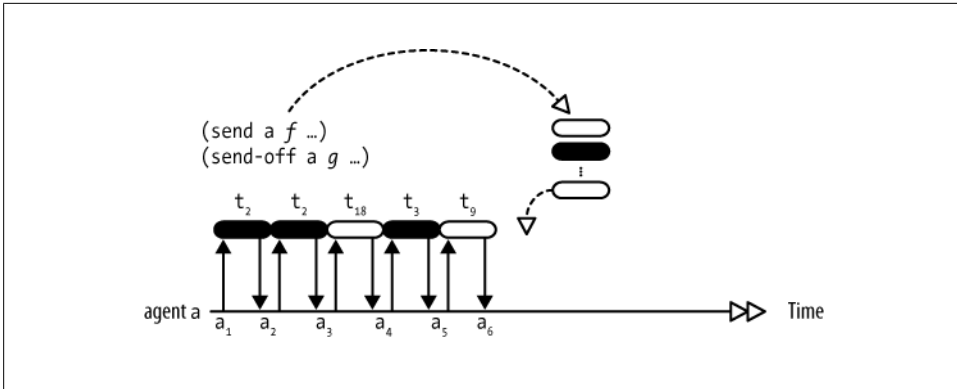 (send a f …)
(send-off a g …)
t₂ t₂ t₁₈ t₃ t₉
agent a
a₁ a₂ a₃ a₄ a₅ a₆
Time